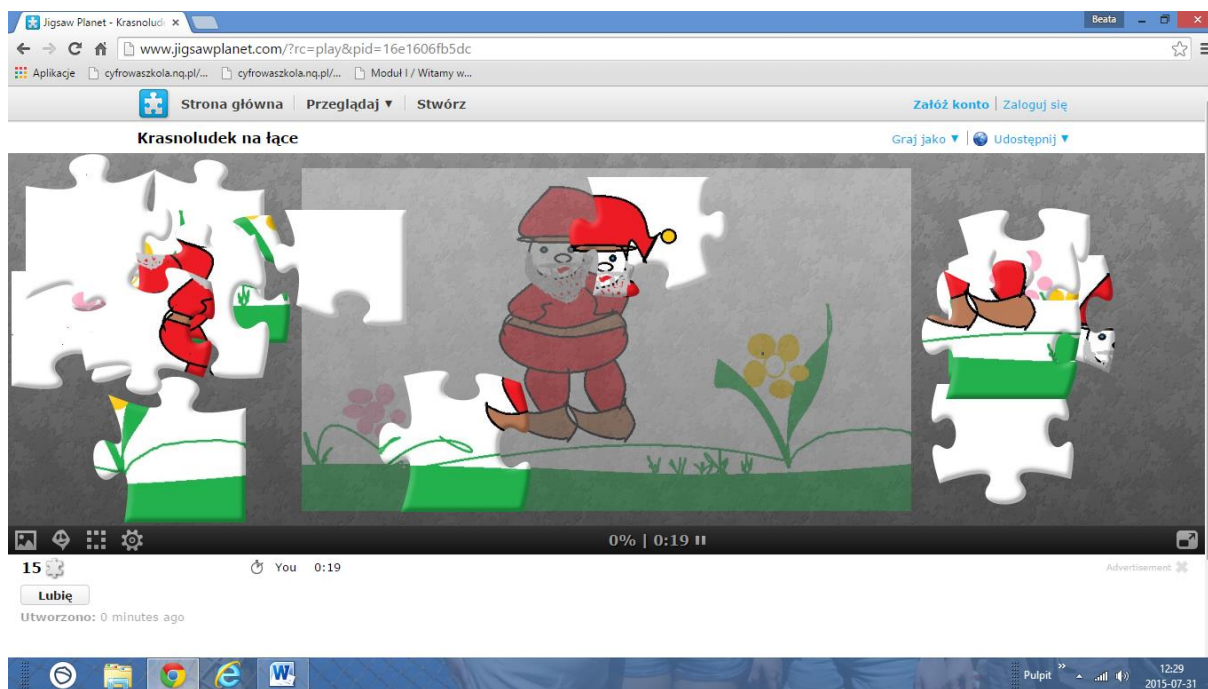 Jigsaw Planet - Krasnolud
Beata
www.jigsawplanet.com/?rc=play&pid=16e1606fb5dc
Aplikacje cyfrowaszkola.nq.pl/... cyfrowaszkola.nq.pl/... Moduł I / Witamy w...
Strona główna Przeglądaj ▼ Stwórz Załóż konto Zaloguj się
Krasnoludek na łące Graj jako ▼ Udostępnij ▼
0% | 0:19
15 You 0:19 Advertisement
Lubię
Utworzono: 0 minutes ago
Pulpit » 12:29
2015-07-31